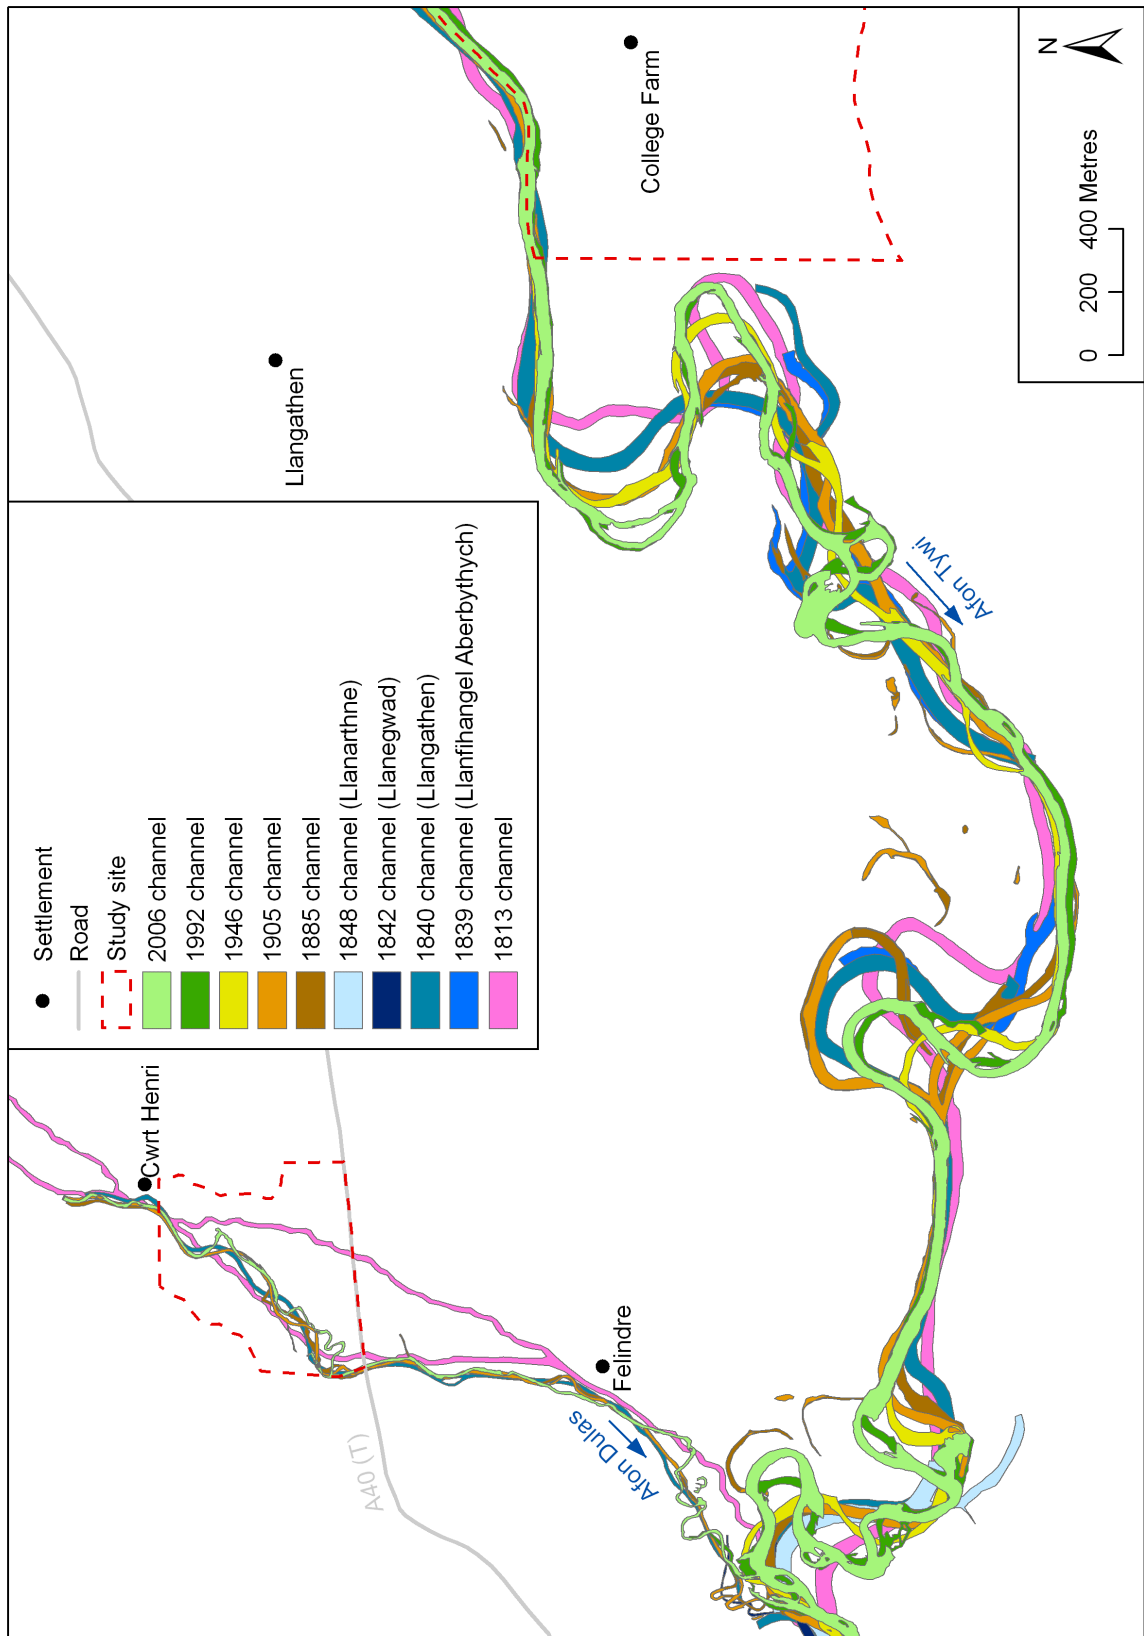 Settlement
Road
Study site
2006 channel
1992 channel
1946 channel
1905 channel
1885 channel
1848 channel (Llanarthne)
1842 channel (Llanegwad)
1840 channel (Llangathen)
1839 channel (Llanfihangel Aberbythych)
1813 channel
Cwrt Henri
Llangathen
College Farm
A40 (T)
Felindre
Afon Dulas
Afon Tywi
N
0 200 400 Metres